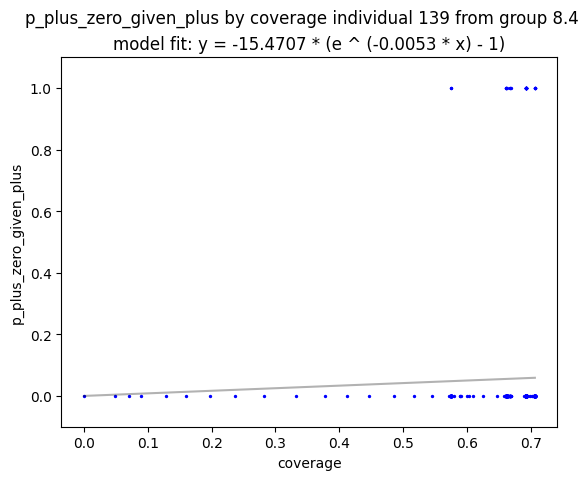 p_plus_zero_given_plus by coverage individual 139 from group 8.4
model fit: y = -15.4707 * (e ^ (-0.0053 * x) - 1)
1.0
0.8
0.6
0.4
0.2
0.0
p_plus_zero_given_plus
0.0 0.1 0.2 0.3 0.4 0.5 0.6 0.7
coverage